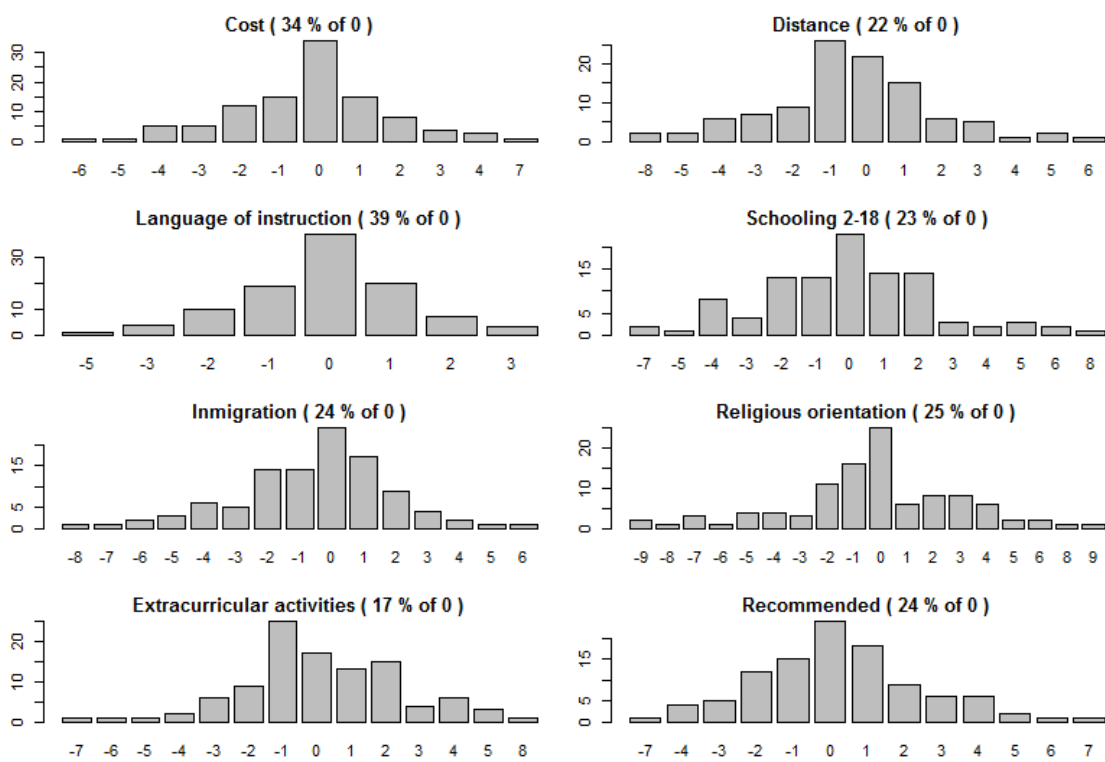 Cost ( 34 % of 0 )
0 10 20 30
-6 -5 -4 -3 -2 -1 0 1 2 3 4 7
Distance ( 22 % of 0 )
0 10 20
-8 -5 -4 -3 -2 -1 0 1 2 3 4 5 6
Language of instruction ( 39 % of 0 )
0 10 30
-5 -3 -2 -1 0 1 2 3
Schooling 2-18 ( 23 % of 0 )
0 5 15
-7 -5 -4 -3 -2 -1 0 1 2 3 4 5 6 8
Inmigration ( 24 % of 0 )
0 5 15
-8 -7 -6 -5 -4 -3 -2 -1 0 1 2 3 4 5 6
Religious orientation ( 25 % of 0 )
0 10 20
-9 -8 -7 -6 -5 -4 -3 -2 -1 0 1 2 3 4 5 6 8 9
Extracurricular activities ( 17 % of 0 )
0 10 20
-7 -6 -5 -4 -3 -2 -1 0 1 2 3 4 5 8
Recommended ( 24 % of 0 )
0 5 15
-7 -4 -3 -2 -1 0 1 2 3 4 5 6 7